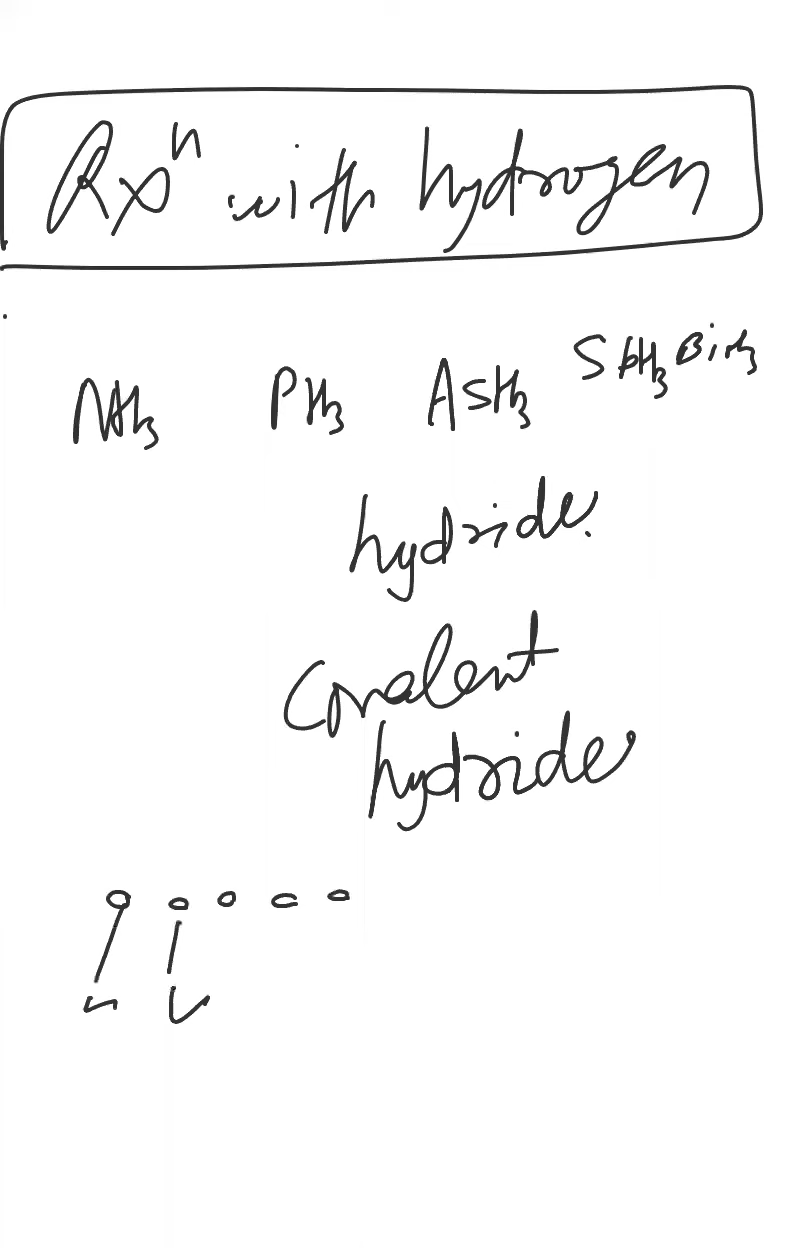 Rxⁿ with hydrogen
NH₃ PH₃ AsH₃ SbH₃ BiH₃
hydride.
Covalent
hydride